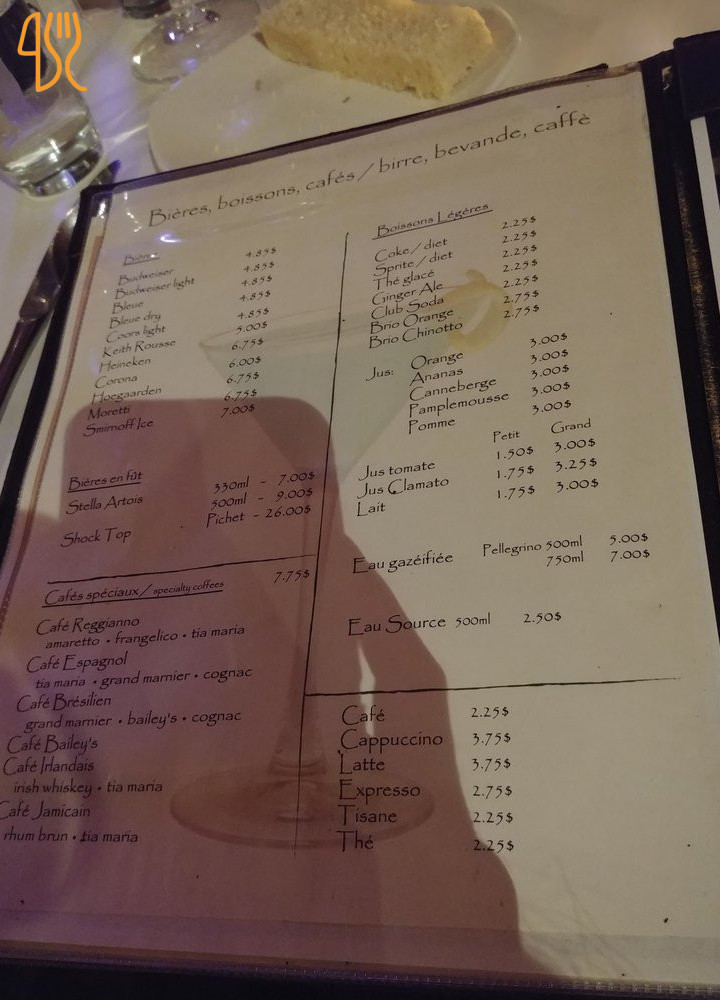 Bières, boissons, cafés / birre, bevande, caffè
Bières
Budweiser 4.85$
Budweiser light 4.85$
Bleue 4.85$
Bleue dry 4.85$
Coors light 4.85$
Keith Rousse 5.00$
Heineken 6.75$
Corona 6.00$
Hoegaarden 6.75$
Moretti 6.75$
Smirnoff Ice 7.00$
Bières en fût
Stella Artois 330ml - 7.00$
500ml - 9.00$
Shock Top Pichet - 26.00$
Cafés spéciaux/ specialty coffees 7.75$
Café Reggianno
amaretto • frangelico • tia maria
Café Espagnol
tia maria • grand marnier • cognac
Café Brésilien
grand marnier • bailey's • cognac
Café Bailey's
Café Irlandais
irish whiskey • tia maria
Café Jamicain
rhum brun • tia maria
Boissons Légères
Coke / diet 2.25$
Sprite / diet 2.25$
Thé glacé 2.25$
Ginger Ale 2.25$
Club Soda 2.25$
Brio Orange 2.75$
Brio Chinotto 2.75$
Jus: Orange 3.00$
Ananas 3.00$
Canneberge 3.00$
Pamplemousse 3.00$
Pomme 3.00$
Petit Grand
Jus tomate 1.50$ 3.00$
Jus Clamato 1.75$ 3.25$
Lait 1.75$ 3.00$
Eau gazéifiée Pellegrino 500ml 5.00$
750ml 7.00$
Eau Source 500ml 2.50$
Café 2.25$
Cappuccino 3.75$
Latte 3.75$
Expresso 2.75$
Tisane 2.25$
Thé 2.25$